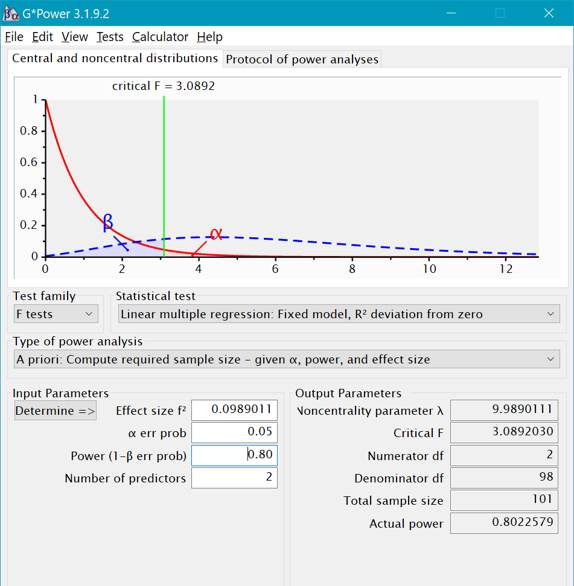 G*Power 3.1.9.2
File Edit View Tests Calculator Help
Central and noncentral distributions Protocol of power analyses
critical F = 3.0892
1
0.8
0.6
0.4
0.2
0
β
α
0 2 4 6 8 10 12
Test family Statistical test
F tests Linear multiple regression: Fixed model, R² deviation from zero
Type of power analysis
A priori: Compute required sample size – given α, power, and effect size
Input Parameters Output Parameters
Determine => Effect size f² 0.0989011 Noncentrality parameter λ 9.9890111
α err prob 0.05 Critical F 3.0892030
Power (1-β err prob) 0.80 Numerator df 2
Number of predictors 2 Denominator df 98
Total sample size 101
Actual power 0.8022579